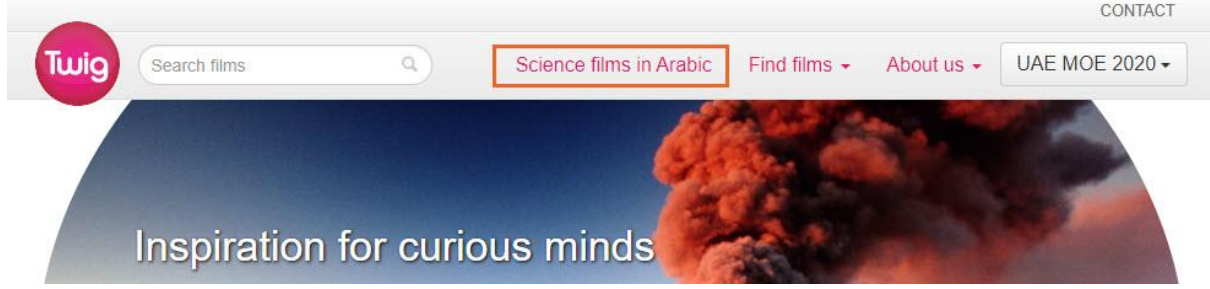 CONTACT
Twig
Search films
Science films in Arabic
Find films
About us
UAE MOE 2020
Inspiration for curious minds